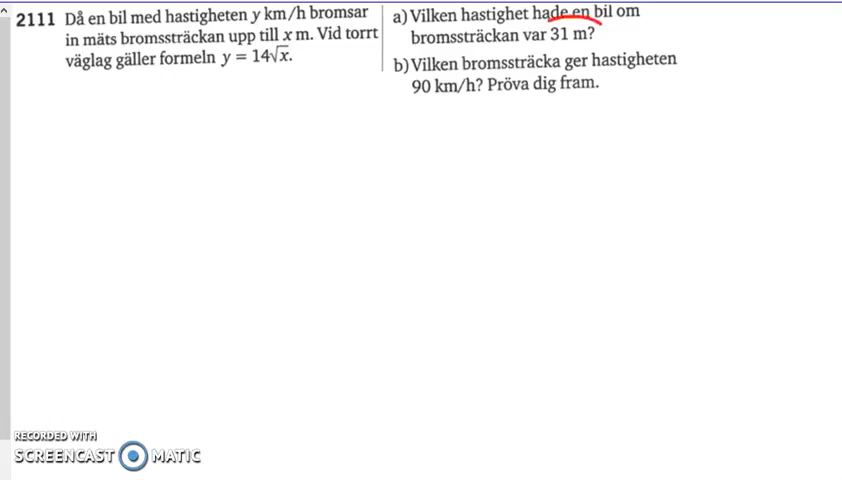 2111 Då en bil med hastigheten y km/h bromsar
in mäts bromssträckan upp till x m. Vid torrt
väglag gäller formeln y = 14√x.
a) Vilken hastighet hade en bil om
bromssträckan var 31 m?
b) Vilken bromssträcka ger hastigheten
90 km/h? Pröva dig fram.
RECORDED WITH
SCREENCAST MATIC